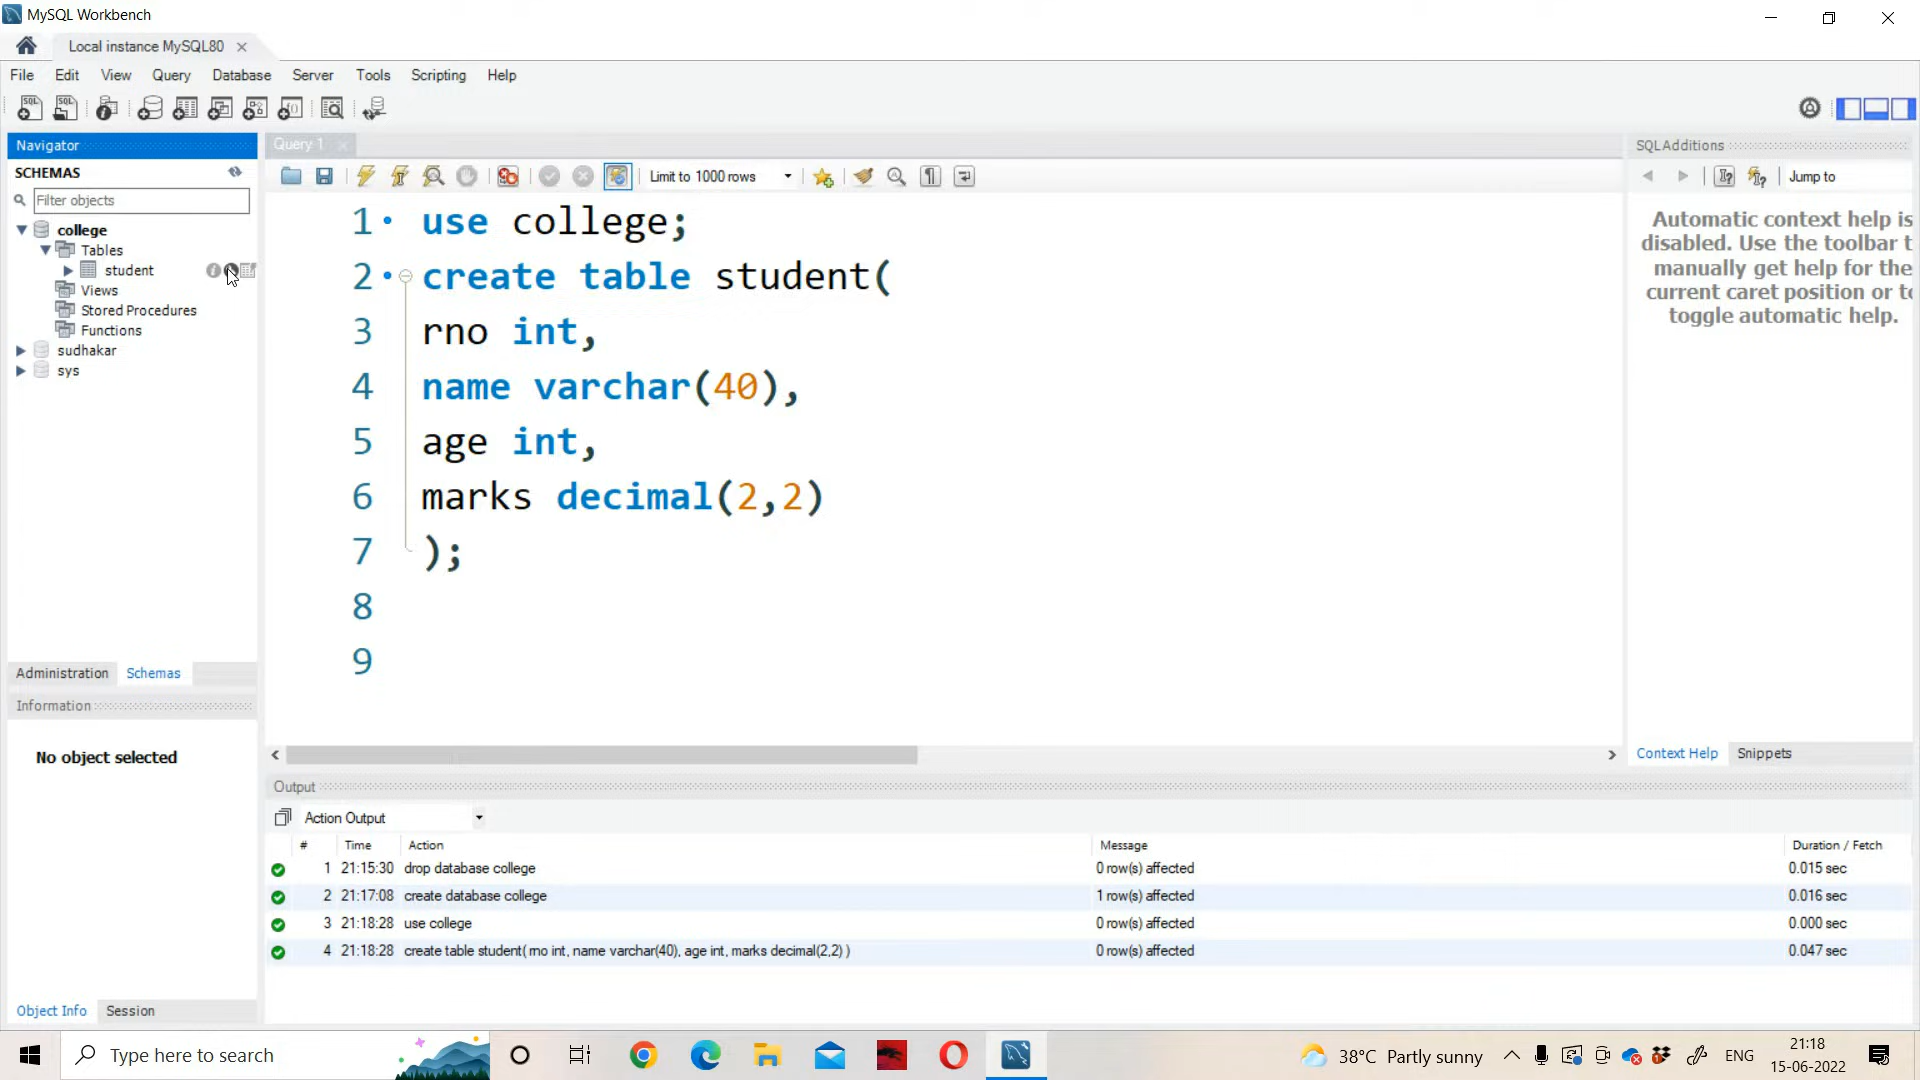 MySQL Workbench
Local instance MySQL80
File Edit View Query Database Server Tools Scripting Help
Navigator
SCHEMAS
Filter objects
college
Tables
student
Views
Stored Procedures
Functions
sudhakar
sys
Administration Schemas
Information
No object selected
Object Info Session
Query 1
Limit to 1000 rows
1 use college;
2 create table student(
3 rno int,
4 name varchar(40),
5 age int,
6 marks decimal(2,2)
7 );
8
9
SQLAdditions
Jump to
Automatic context help is
disabled. Use the toolbar t
manually get help for the
current caret position or to
toggle automatic help.
Context Help Snippets
Output
Action Output
# Time Action Message Duration / Fetch
1 21:15:30 drop database college 0 row(s) affected 0.015 sec
2 21:17:08 create database college 1 row(s) affected 0.016 sec
3 21:18:28 use college 0 row(s) affected 0.000 sec
4 21:18:28 create table student( rno int, name varchar(40), age int, marks decimal(2,2) ) 0 row(s) affected 0.047 sec
Type here to search
38°C Partly sunny
ENG
21:18
15-06-2022